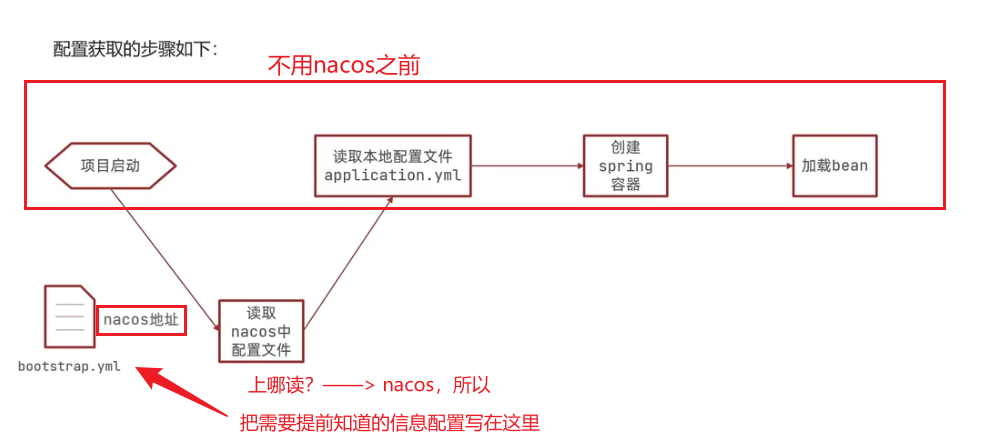 配置获取的步骤如下：
不用nacos之前
项目启动
读取本地配置文件
application.yml
创建
spring
容器
加载bean
nacos地址
bootstrap.yml
读取
nacos中
配置文件
上哪读？——> nacos，所以
把需要提前知道的信息配置写在这里